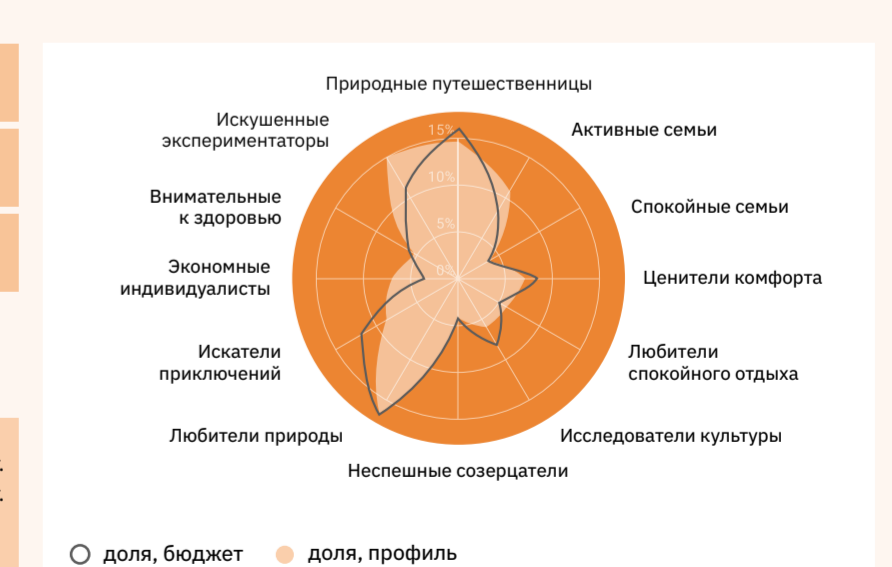 Природные путешественницы
Искушенные
экспериментаторы
Активные семьи
15%
10%
5%
0%
Внимательные
к здоровью
Спокойные семьи
Экономные
индивидуалисты
Ценители комфорта
Искатели
приключений
Любители
спокойного отдыха
Любители природы
Исследователи культуры
Неспешные созерцатели
доля, бюджет
доля, профиль